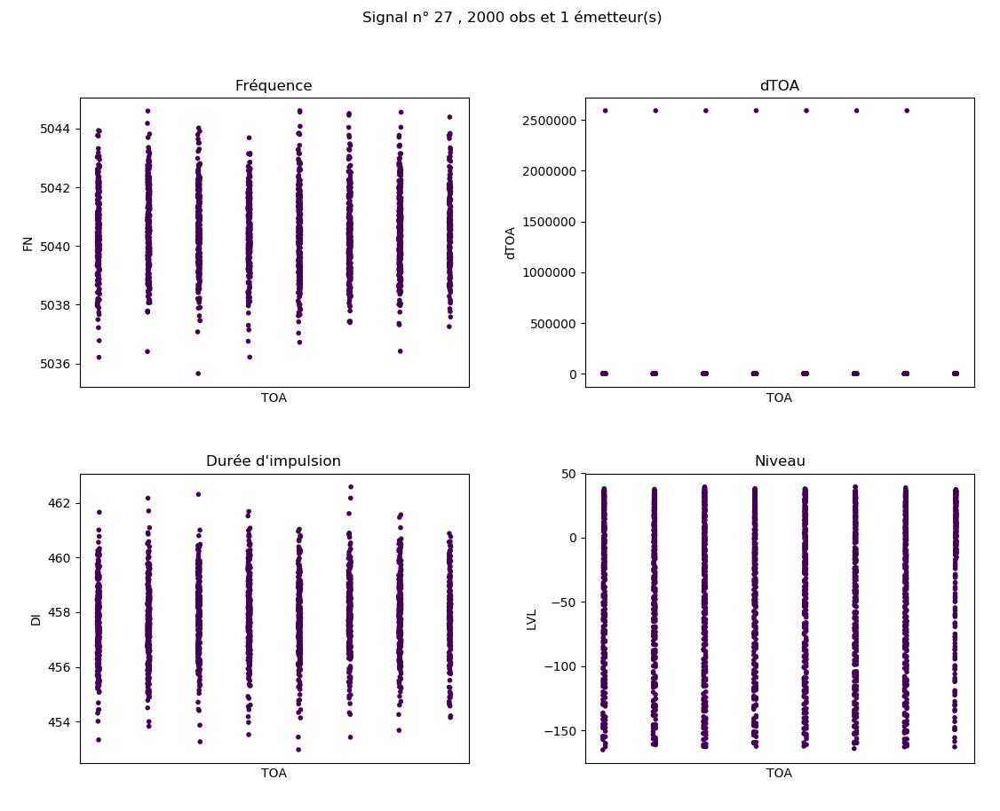 Signal n° 27 , 2000 obs et 1 émetteur(s)
Fréquence
5044
5042
5040
5038
5036
FN
TOA
dTOA
2500000
2000000
1500000
1000000
500000
0
dTOA
TOA
Durée d'impulsion
462
460
458
456
454
DI
TOA
Niveau
50
0
−50
−100
−150
LVL
TOA